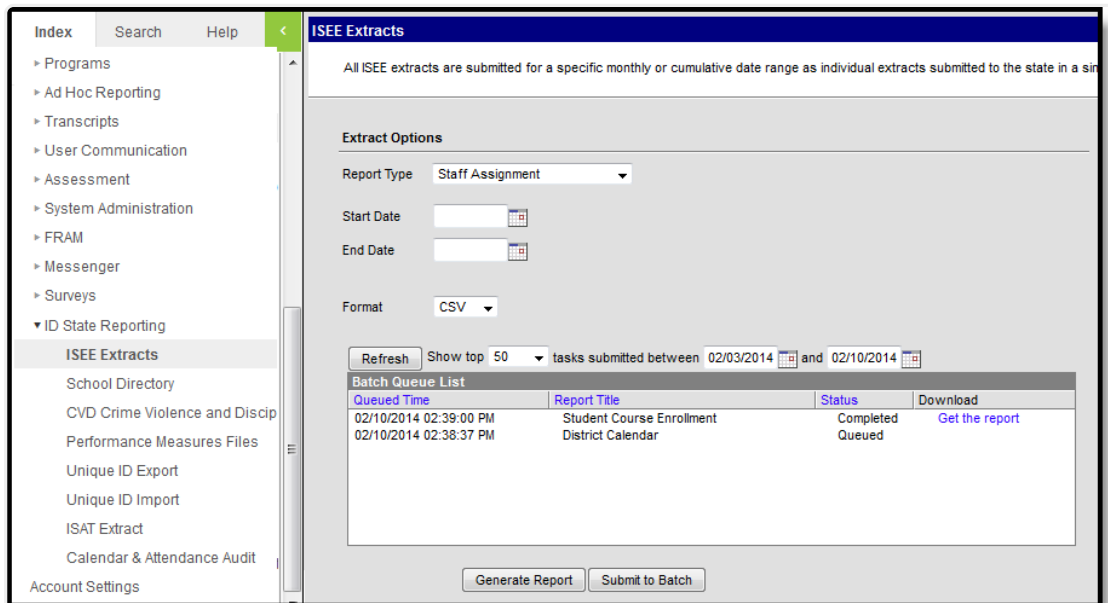 Index Search Help <
Programs
Ad Hoc Reporting
Transcripts
User Communication
Assessment
System Administration
FRAM
Messenger
Surveys
ID State Reporting
ISEE Extracts
School Directory
CVD Crime Violence and Discip
Performance Measures Files
Unique ID Export
Unique ID Import
ISAT Extract
Calendar & Attendance Audit
Account Settings
ISEE Extracts
All ISEE extracts are submitted for a specific monthly or cumulative date range as individual extracts submitted to the state in a sin
Extract Options
Report Type Staff Assignment
Start Date
End Date
Format CSV
Refresh Show top 50 tasks submitted between 02/03/2014 and 02/10/2014
Batch Queue List
Queued Time Report Title Status Download
02/10/2014 02:39:00 PM Student Course Enrollment Completed Get the report
02/10/2014 02:38:37 PM District Calendar Queued
Generate Report Submit to Batch